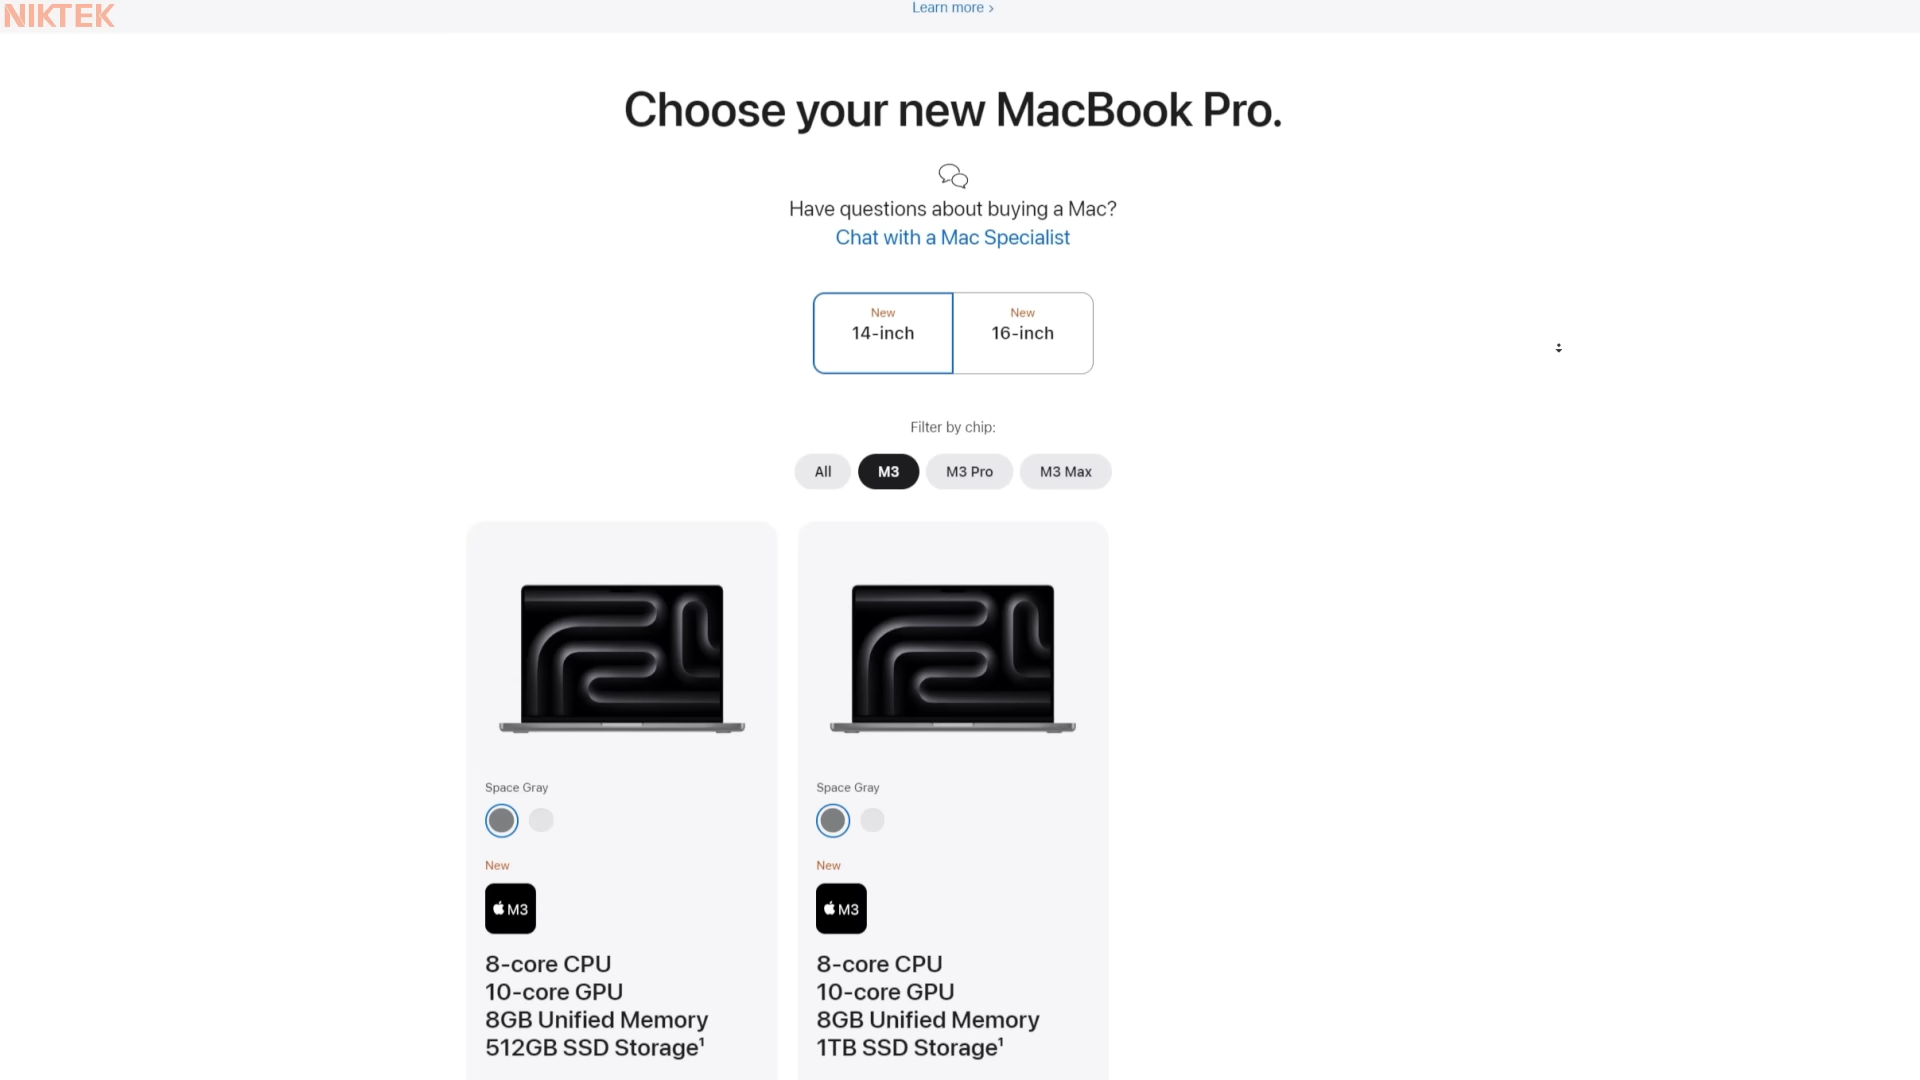 NIKTEK
Learn more ›
Choose your new MacBook Pro.
Have questions about buying a Mac?
Chat with a Mac Specialist
New New
14-inch 16-inch
Filter by chip:
All M3 M3 Pro M3 Max
Space Gray
New
M3
8-core CPU
10-core GPU
8GB Unified Memory
512GB SSD Storage¹
Space Gray
New
M3
8-core CPU
10-core GPU
8GB Unified Memory
1TB SSD Storage¹